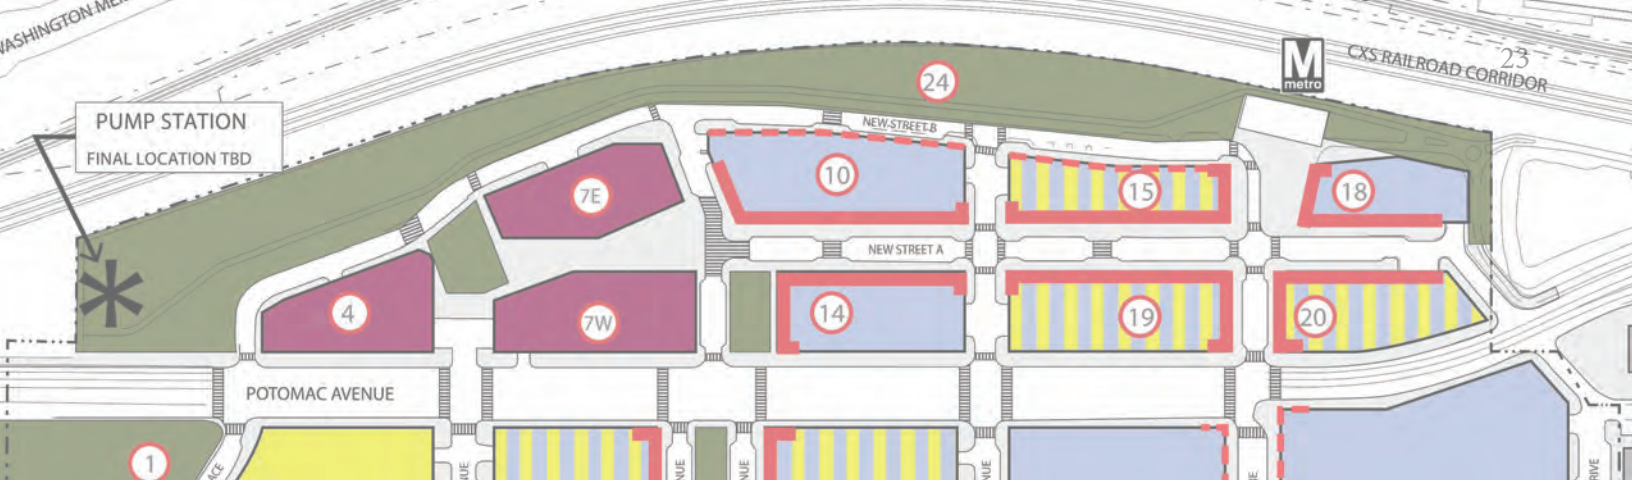 WASHINGTON
CXS RAILROAD CORRIDOR
23
M
metro
24
PUMP STATION
FINAL LOCATION TBD
NEW STREET B
7E
10
15
18
NEW STREET A
4
7W
14
19
20
POTOMAC AVENUE
1